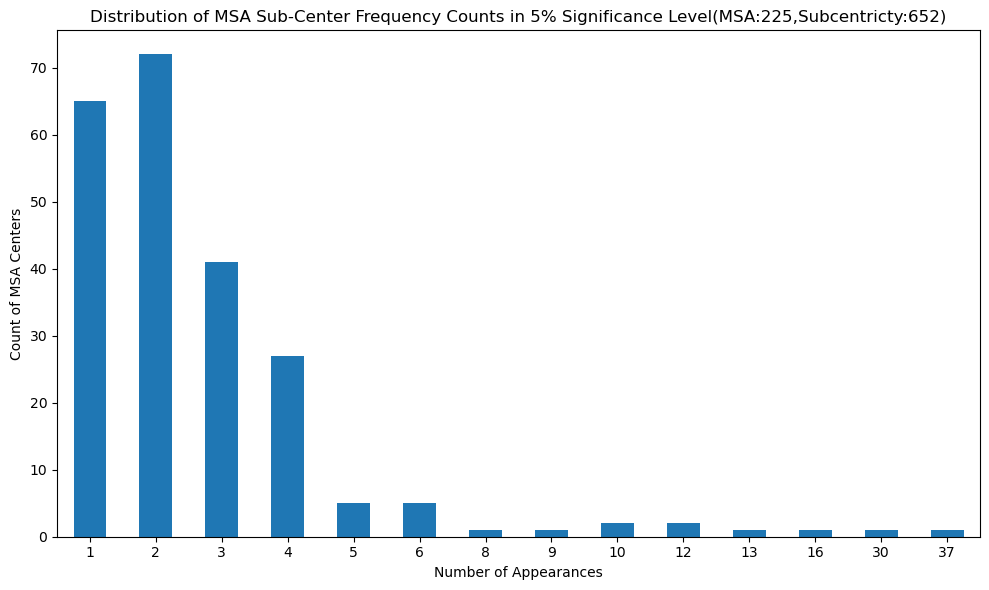 Distribution of MSA Sub-Center Frequency Counts in 5% Significance Level(MSA:225,Subcentricty:652)
Count of MSA Centers
70
60
50
40
30
20
10
0
1 2 3 4 5 6 8 9 10 12 13 16 30 37
Number of Appearances